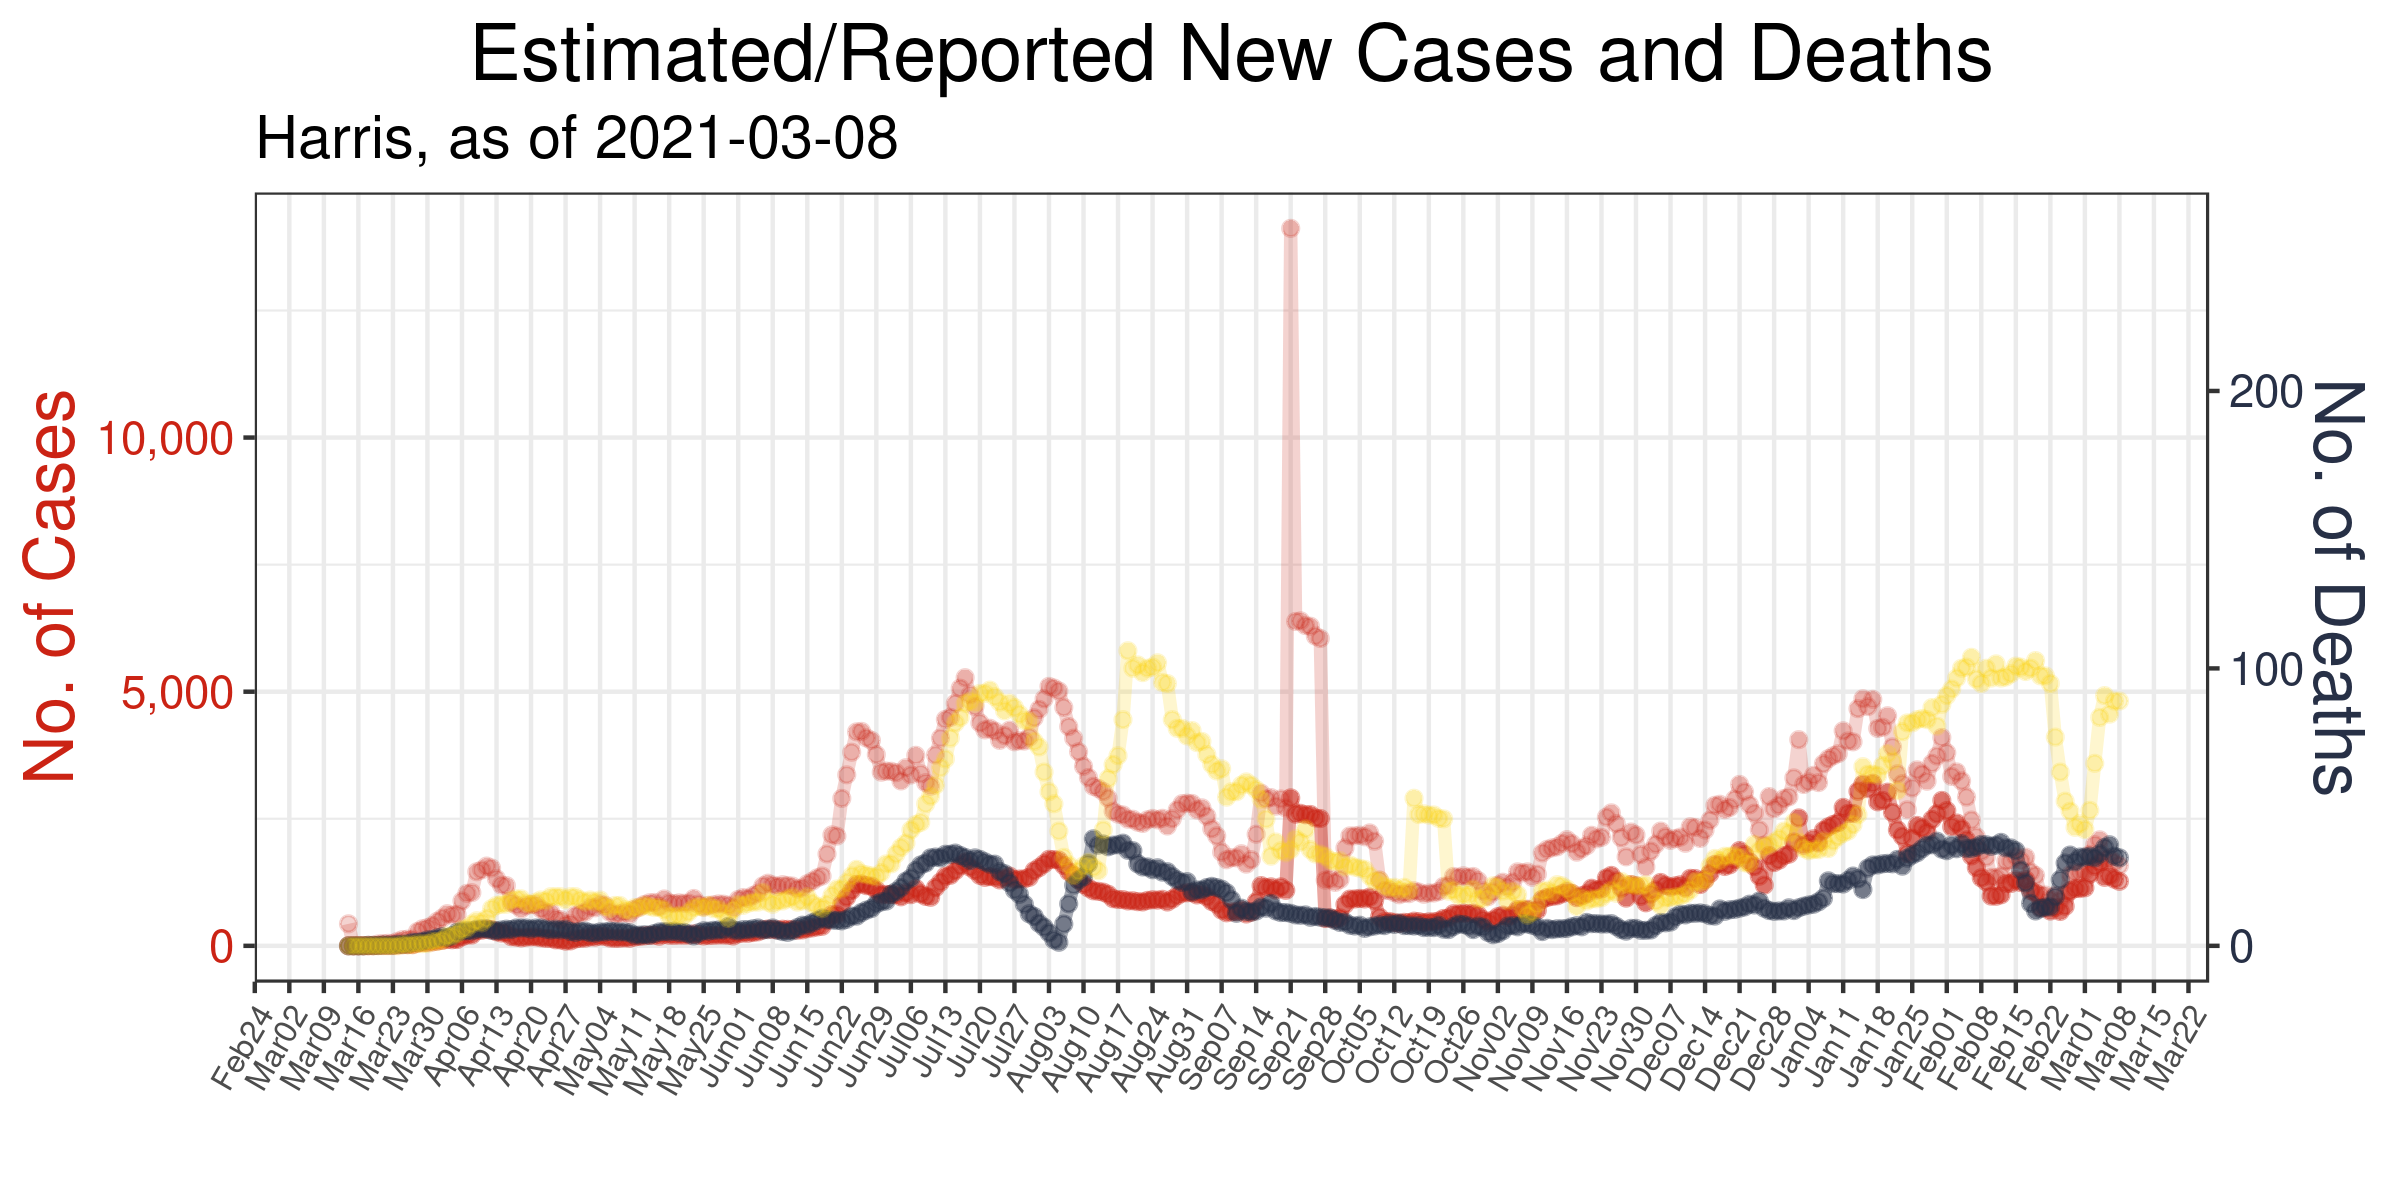 Estimated/Reported New Cases and Deaths
Harris, as of 2021-03-08
No. of Cases
10,000
5,000
0
200
100
0
No. of Deaths
Feb24
Mar02
Mar09
Mar16
Mar23
Mar30
Apr06
Apr13
Apr20
Apr27
May04
May11
May18
May25
Jun01
Jun08
Jun15
Jun22
Jun29
Jul06
Jul13
Jul20
Jul27
Aug03
Aug10
Aug17
Aug24
Aug31
Sep07
Sep14
Sep21
Sep28
Oct05
Oct12
Oct19
Oct26
Nov02
Nov09
Nov16
Nov23
Nov30
Dec07
Dec14
Dec21
Dec28
Jan04
Jan11
Jan18
Jan25
Feb01
Feb08
Feb15
Feb22
Mar01
Mar08
Mar15
Mar22